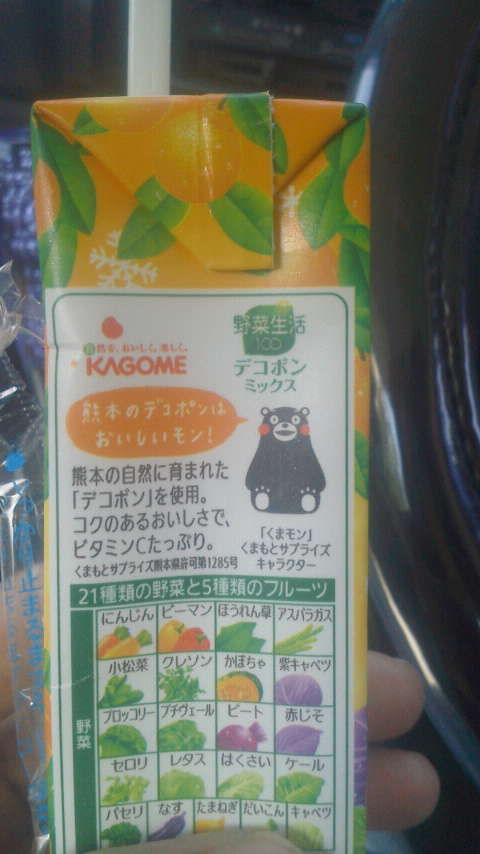 自然を、おいしく、楽しく。
KAGOME
野菜生活
100
デコポン
ミックス
熊本のデコポンは
おいしいモン!
熊本の自然に育まれた
「デコポン」を使用。
コクのあるおいしさで、
ビタミンCたっぷり。
くまもとサプライズ熊本県許可第1285号
「くまモン」
くまもとサプライズ
キャラクター
21種類の野菜と5種類のフルーツ
野菜
にんじん ピーマン ほうれん草 アスパラガス
小松菜 クレソン かぼちゃ 紫キャベツ
ブロッコリー プチヴェール ビート 赤じそ
セロリ レタス はくさい ケール
パセリ なす たまねぎ だいこん キャベツ